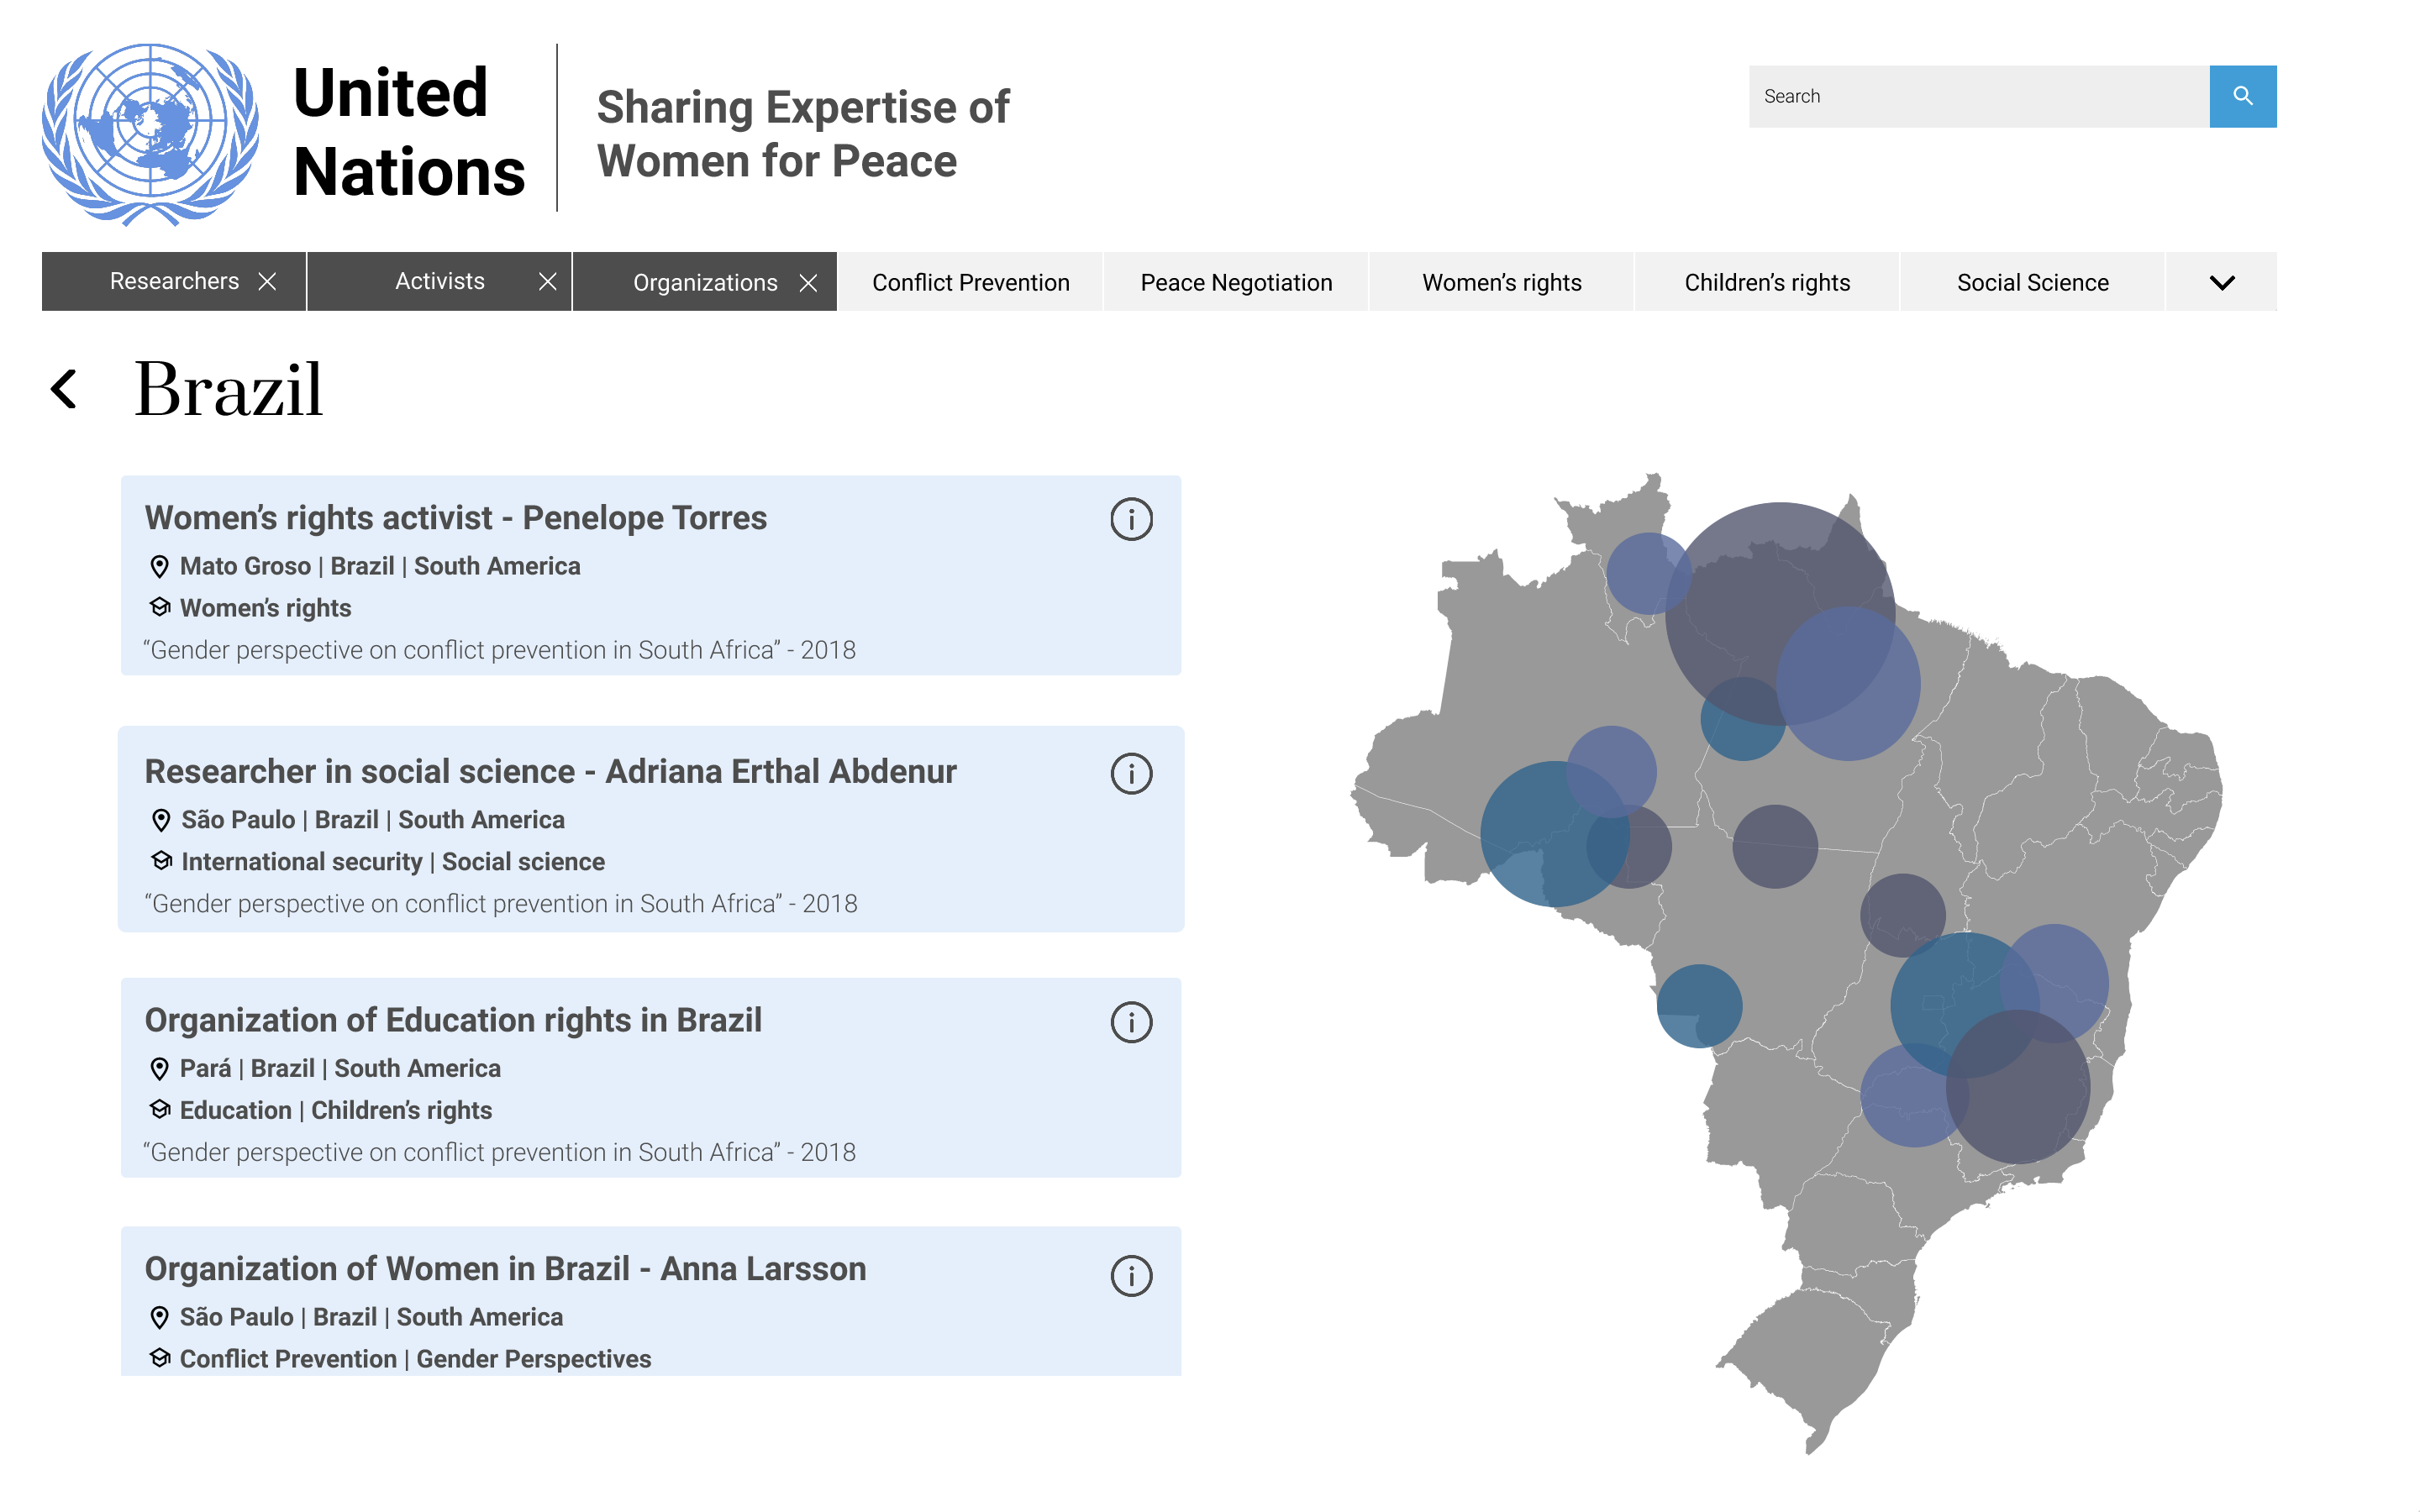 United
Nations
Sharing Expertise of
Women for Peace
Search
Researchers
Activists
Organizations
Conflict Prevention
Peace Negotiation
Women’s rights
Children’s rights
Social Science
Brazil
Women’s rights activist - Penelope Torres
Mato Groso | Brazil | South America
Women’s rights
“Gender perspective on conflict prevention in South Africa” - 2018
Researcher in social science - Adriana Erthal Abdenur
São Paulo | Brazil | South America
International security | Social science
“Gender perspective on conflict prevention in South Africa” - 2018
Organization of Education rights in Brazil
Pará | Brazil | South America
Education | Children’s rights
“Gender perspective on conflict prevention in South Africa” - 2018
Organization of Women in Brazil - Anna Larsson
São Paulo | Brazil | South America
Conflict Prevention | Gender Perspectives